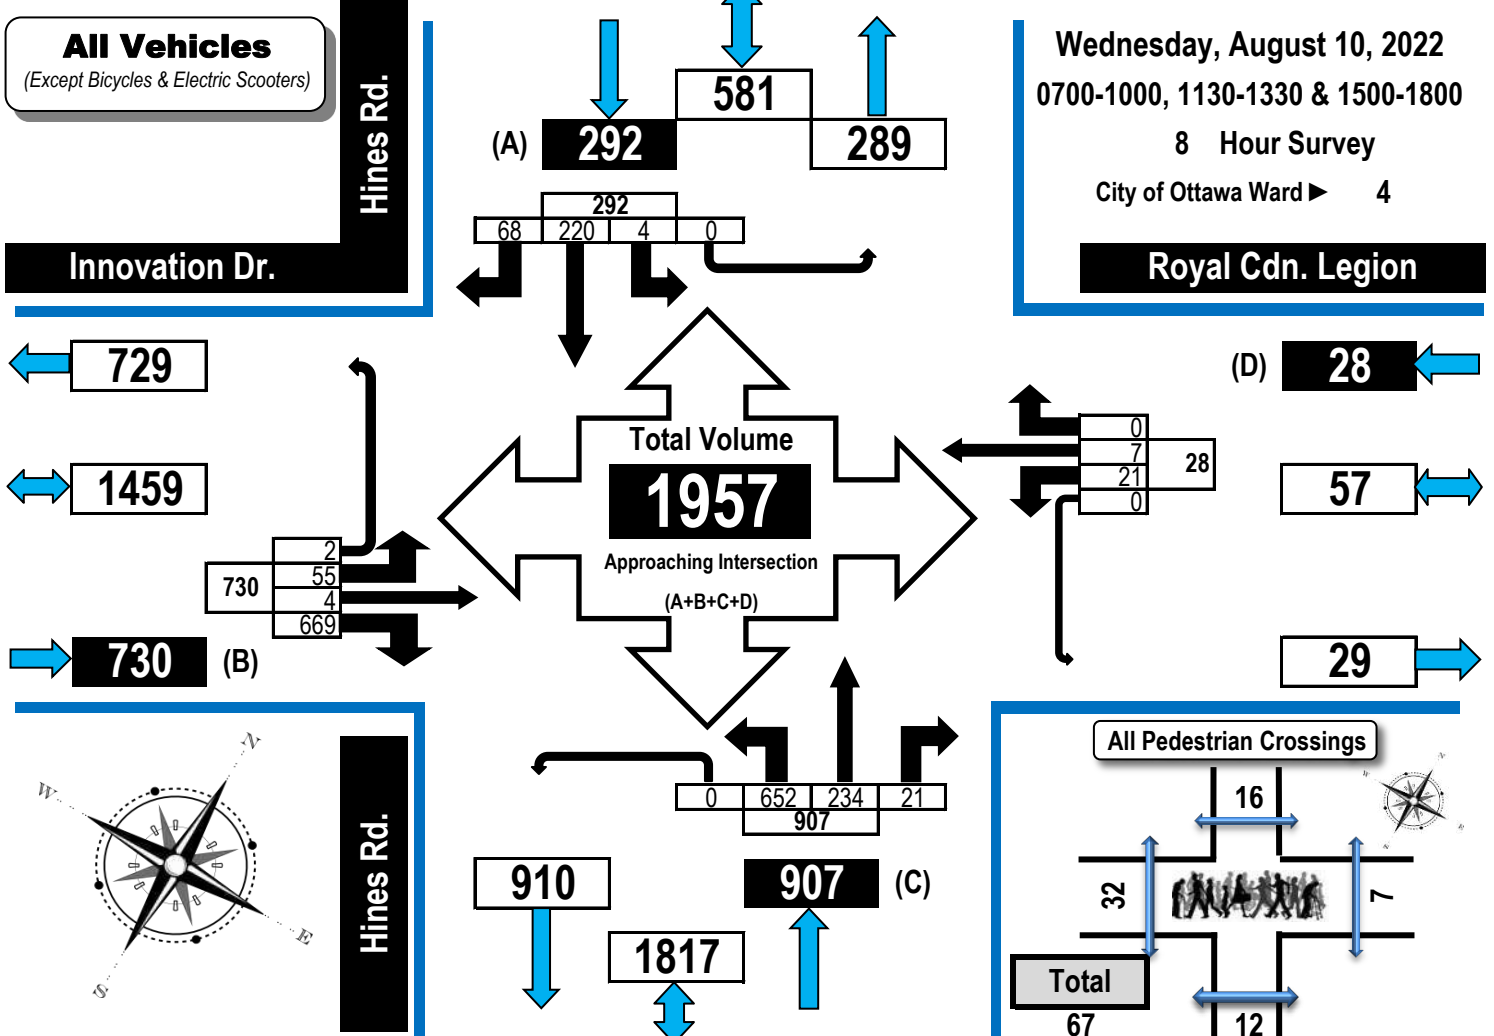 All Vehicles
(Except Bicycles & Electric Scooters)
Hines Rd.
Innovation Dr.
581
(A) 292
289
292
68 220 4 0
Wednesday, August 10, 2022
0700-1000, 1130-1330 & 1500-1800
8 Hour Survey
City of Ottawa Ward ► 4
Royal Cdn. Legion
729
1459
730
2
55
4
669
730 (B)
Total Volume
1957
Approaching Intersection
(A+B+C+D)
(D) 28
0
7
21
0
28
57
29
0 652 234 21
907
910
907 (C)
1817
N
W
E
S
Hines Rd.
All Pedestrian Crossings
N
W
E
S
16
32
7
Total
67
12